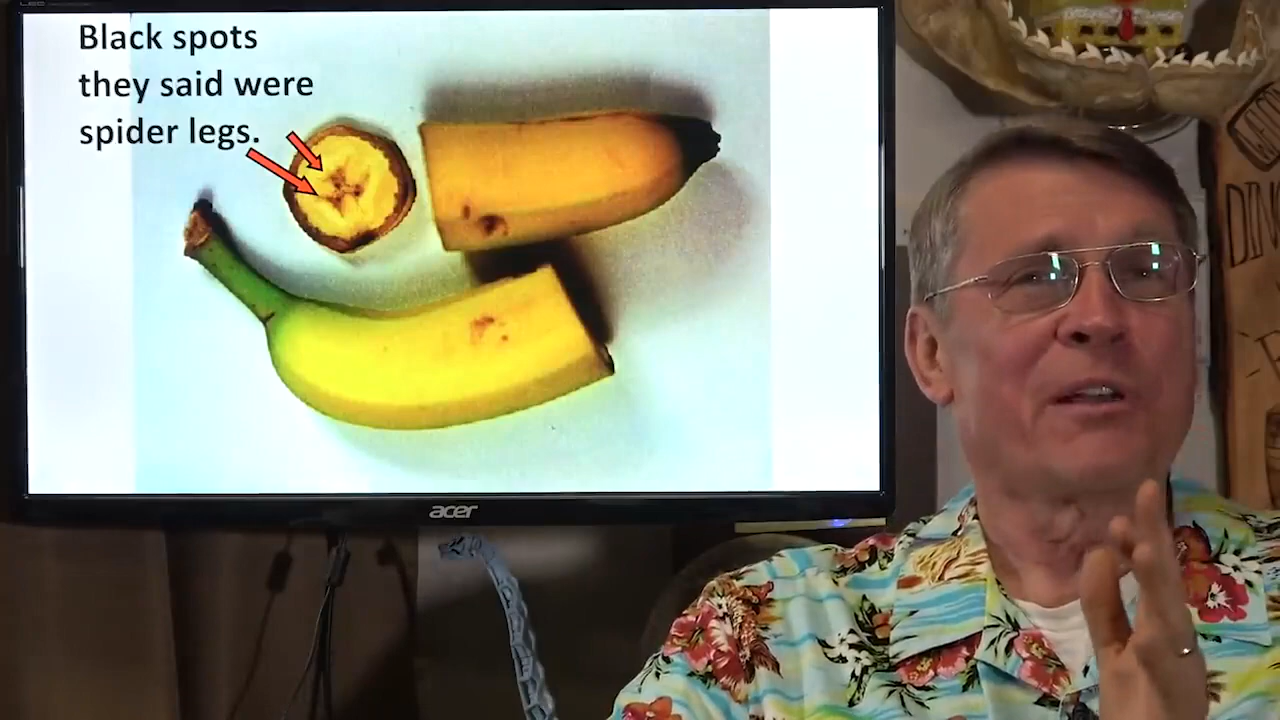 Black spots
they said were
spider legs.
acer